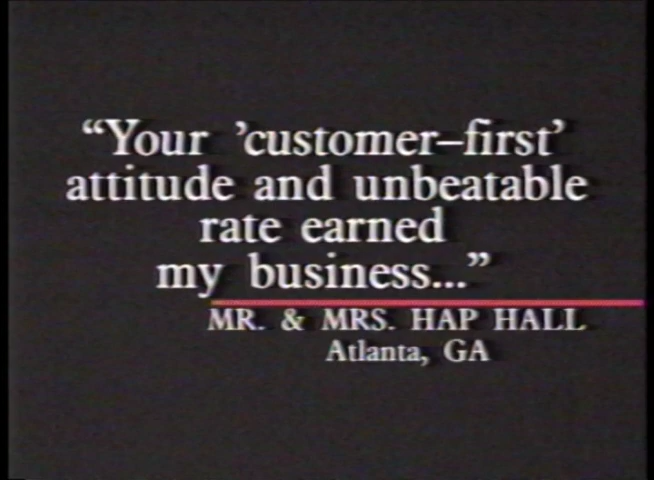 “Your ’customer–first’
attitude and unbeatable
rate earned
my business...”
MR. & MRS. HAP HALL
Atlanta, GA